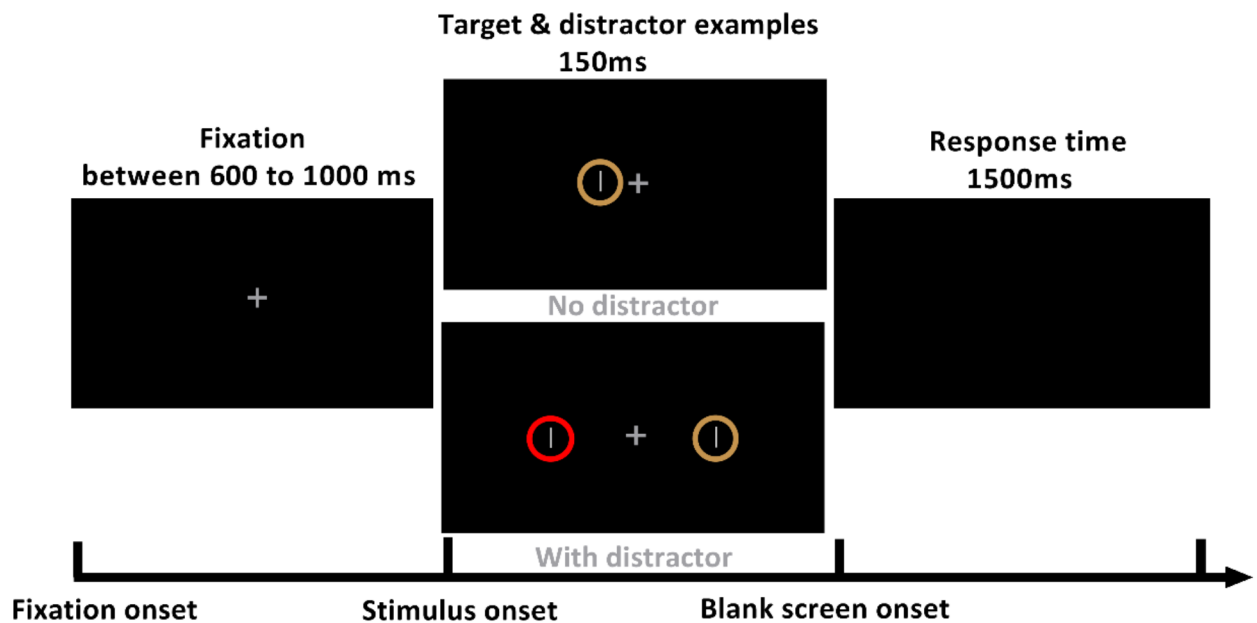 Target & distractor examples
150ms
Fixation
between 600 to 1000 ms
Response time
1500ms
No distractor
With distractor
Fixation onset
Stimulus onset
Blank screen onset